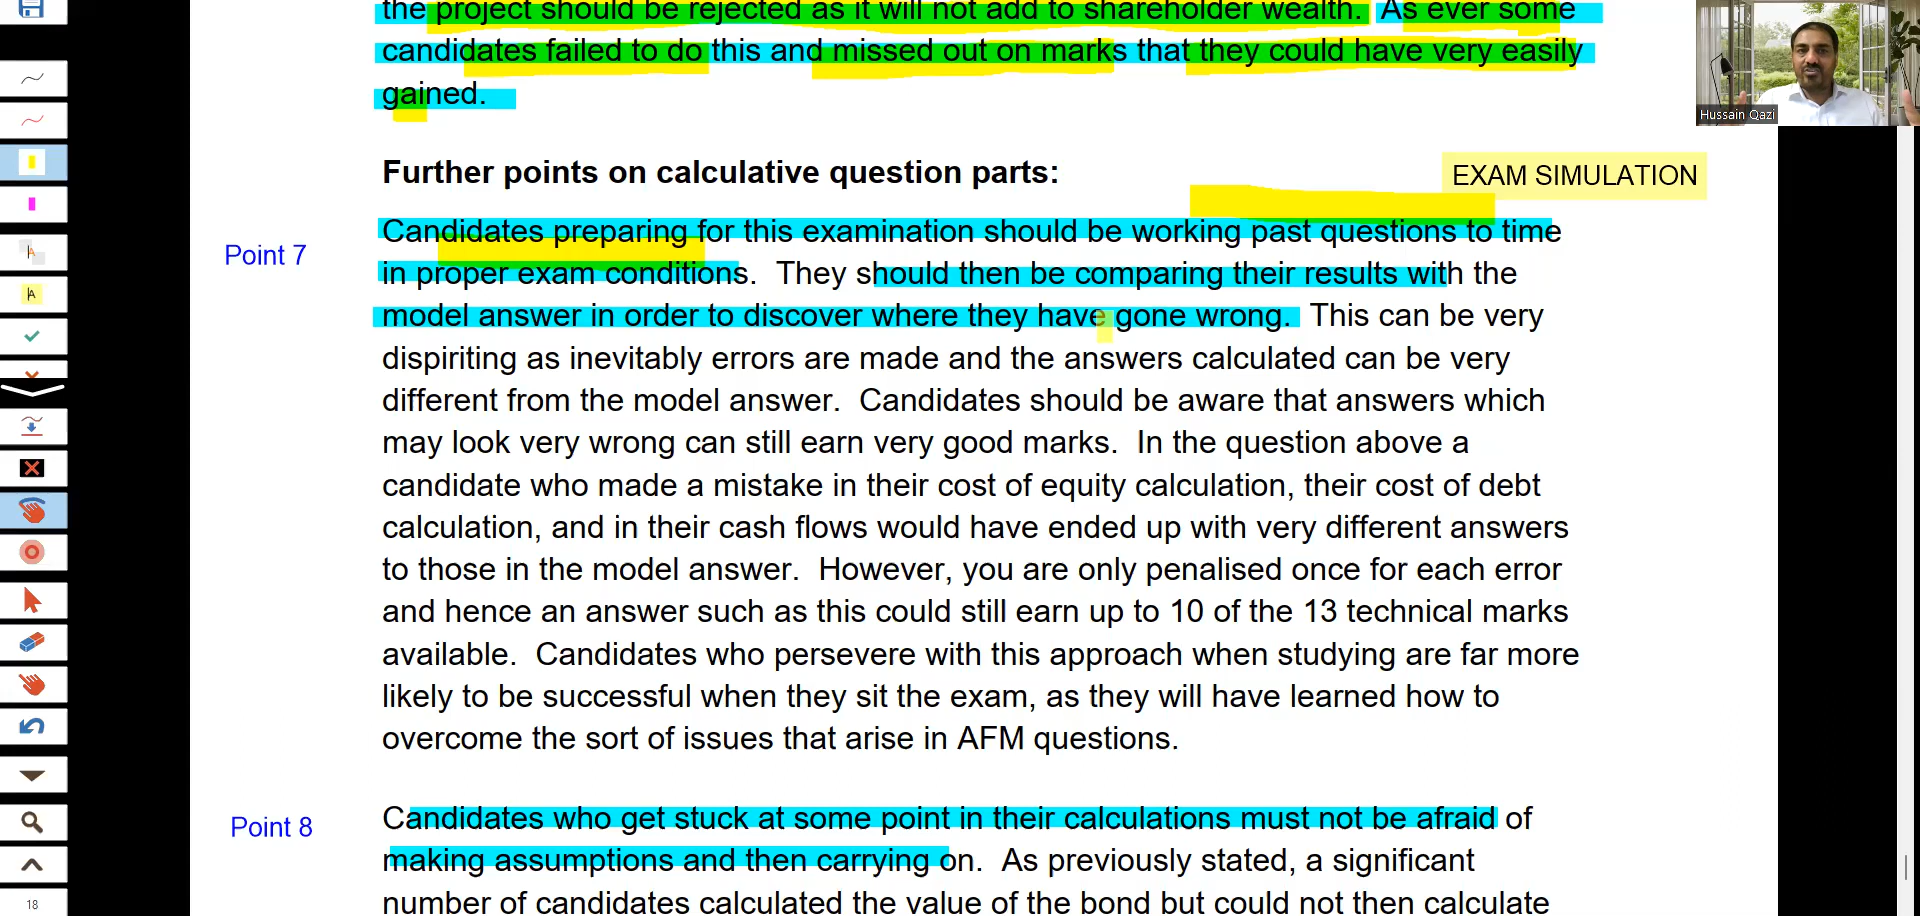 the project should be rejected as it will not add to shareholder wealth.  As ever some
candidates failed to do this and missed out on marks that they could have very easily
gained.
Hussain Qazi
Further points on calculative question parts:
EXAM SIMULATION
Point 7
Candidates preparing for this examination should be working past questions to time
in proper exam conditions.  They should then be comparing their results with the
model answer in order to discover where they have gone wrong.  This can be very
dispiriting as inevitably errors are made and the answers calculated can be very
different from the model answer.  Candidates should be aware that answers which
may look very wrong can still earn very good marks.  In the question above a
candidate who made a mistake in their cost of equity calculation, their cost of debt
calculation, and in their cash flows would have ended up with very different answers
to those in the model answer.  However, you are only penalised once for each error
and hence an answer such as this could still earn up to 10 of the 13 technical marks
available.  Candidates who persevere with this approach when studying are far more
likely to be successful when they sit the exam, as they will have learned how to
overcome the sort of issues that arise in AFM questions.
Point 8
Candidates who get stuck at some point in their calculations must not be afraid of
making assumptions and then carrying on.  As previously stated, a significant
number of candidates calculated the value of the bond but could not then calculate
18